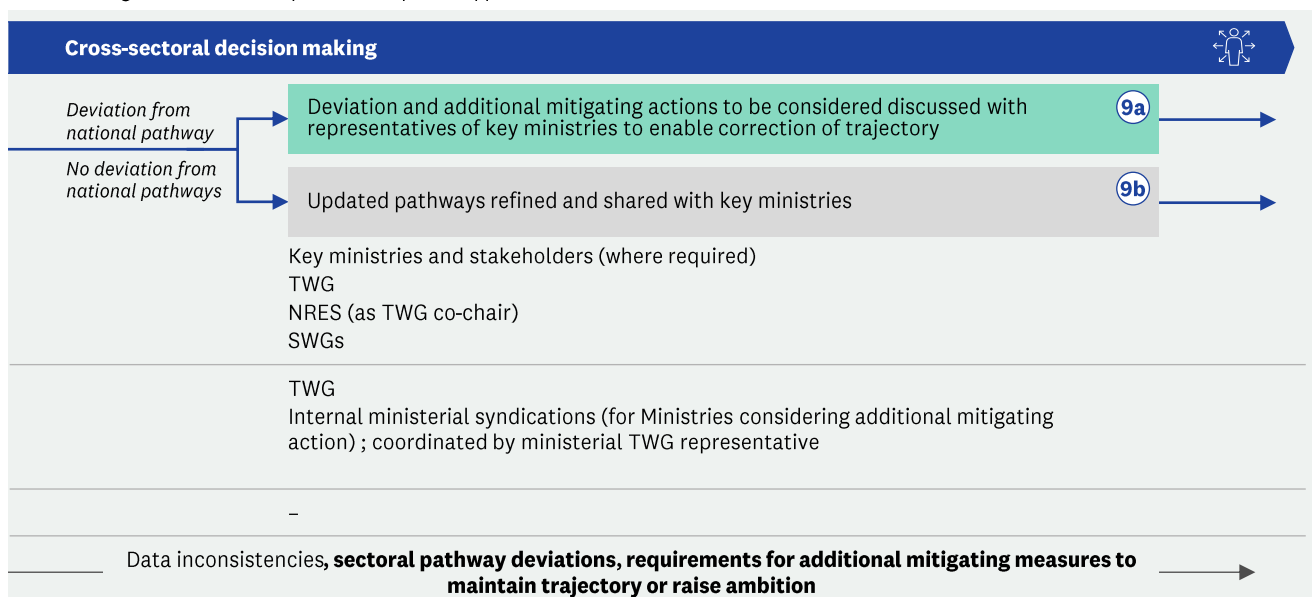 Cross-sectoral decision making
Deviation from
national pathway
No deviation from
national pathways
Deviation and additional mitigating actions to be considered discussed with
representatives of key ministries to enable correction of trajectory
9a
Updated pathways refined and shared with key ministries
9b
Key ministries and stakeholders (where required)
TWG
NRES (as TWG co-chair)
SWGs
TWG
Internal ministerial syndications (for Ministries considering additional mitigating
action) ; coordinated by ministerial TWG representative
–
Data inconsistencies, sectoral pathway deviations, requirements for additional mitigating measures to
maintain trajectory or raise ambition